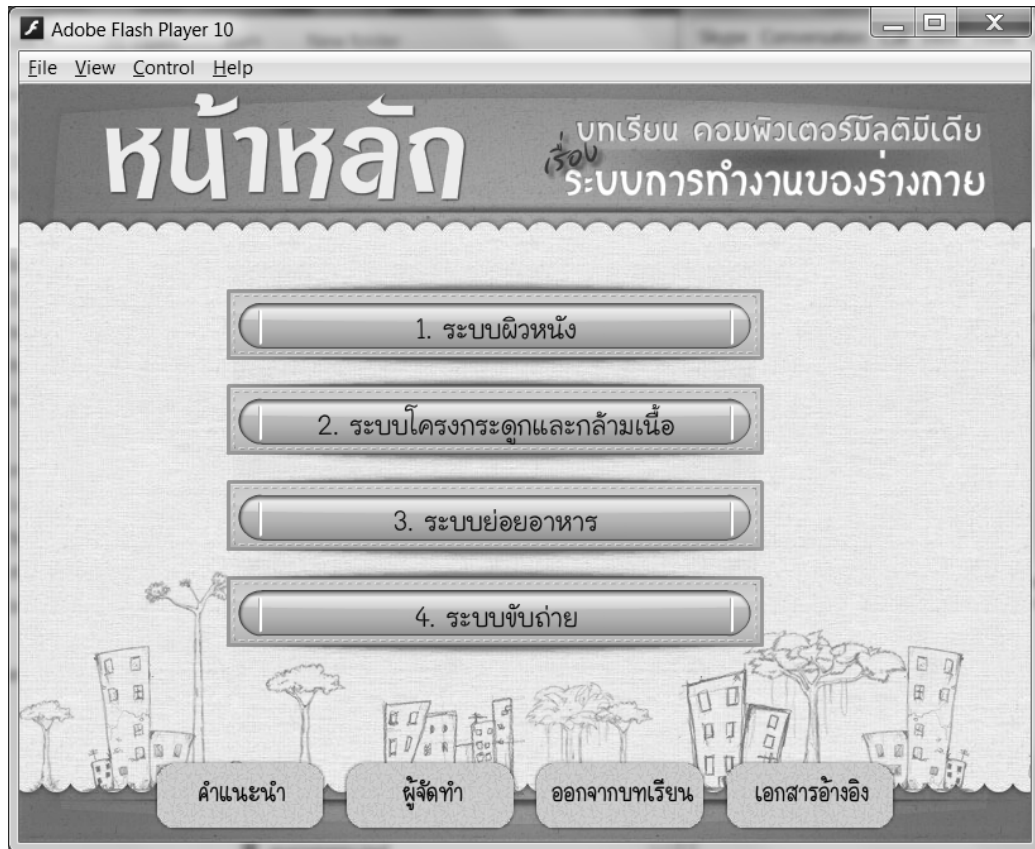 Adobe Flash Player 10
File View Control Help
หน้าหลัก
บทเรียน คอมพิวเตอร์มัลติมีเดีย
เรื่อง
ระบบการทำงานของร่างกาย
1. ระบบผิวหนัง
2. ระบบโครงกระดูกและกล้ามเนื้อ
3. ระบบย่อยอาหาร
4. ระบบขับถ่าย
คำแนะนำ ผู้จัดทำ ออกจากบทเรียน เอกสารอ้างอิง